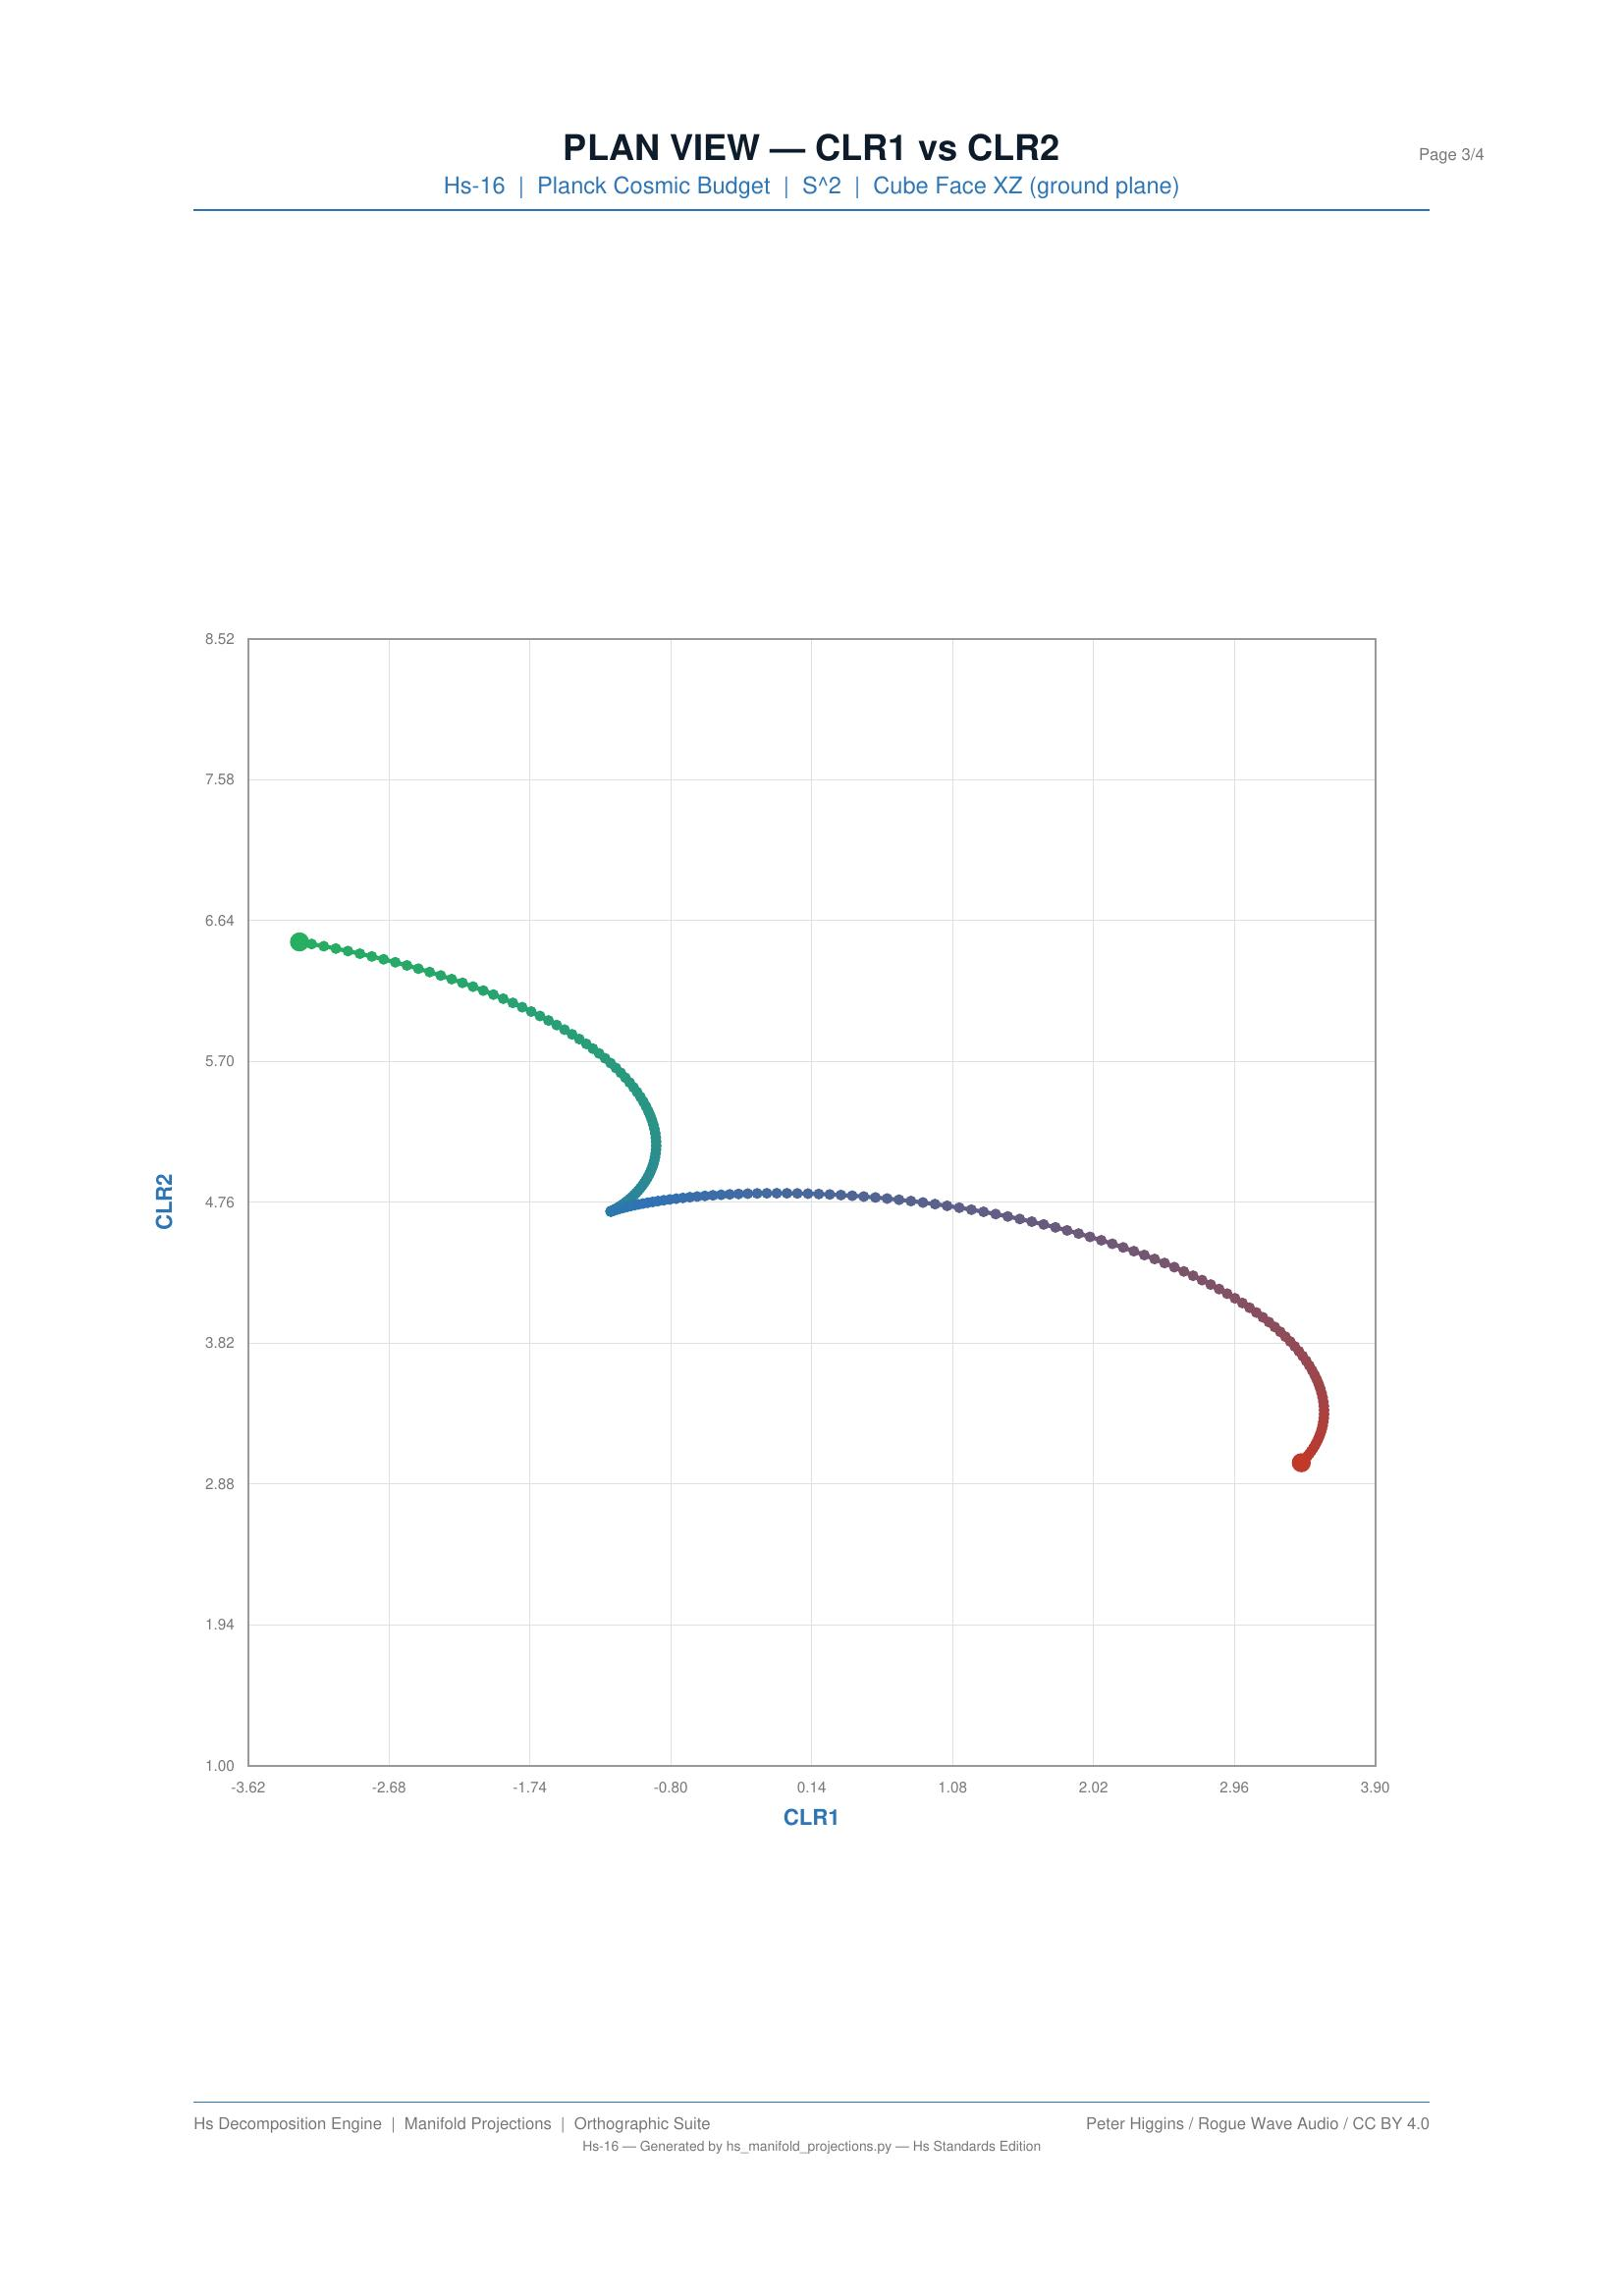 PLAN VIEW — CLR1 vs CLR2
Page 3/4
Hs-16 | Planck Cosmic Budget | S^2 | Cube Face XZ (ground plane)
8.52
7.58
6.64
5.70
4.76
3.82
2.88
1.94
1.00
CLR2
-3.62 -2.68 -1.74 -0.80 0.14 1.08 2.02 2.96 3.90
CLR1
Hs Decomposition Engine | Manifold Projections | Orthographic Suite
Peter Higgins / Rogue Wave Audio / CC BY 4.0
Hs-16 — Generated by hs_manifold_projections.py — Hs Standards Edition